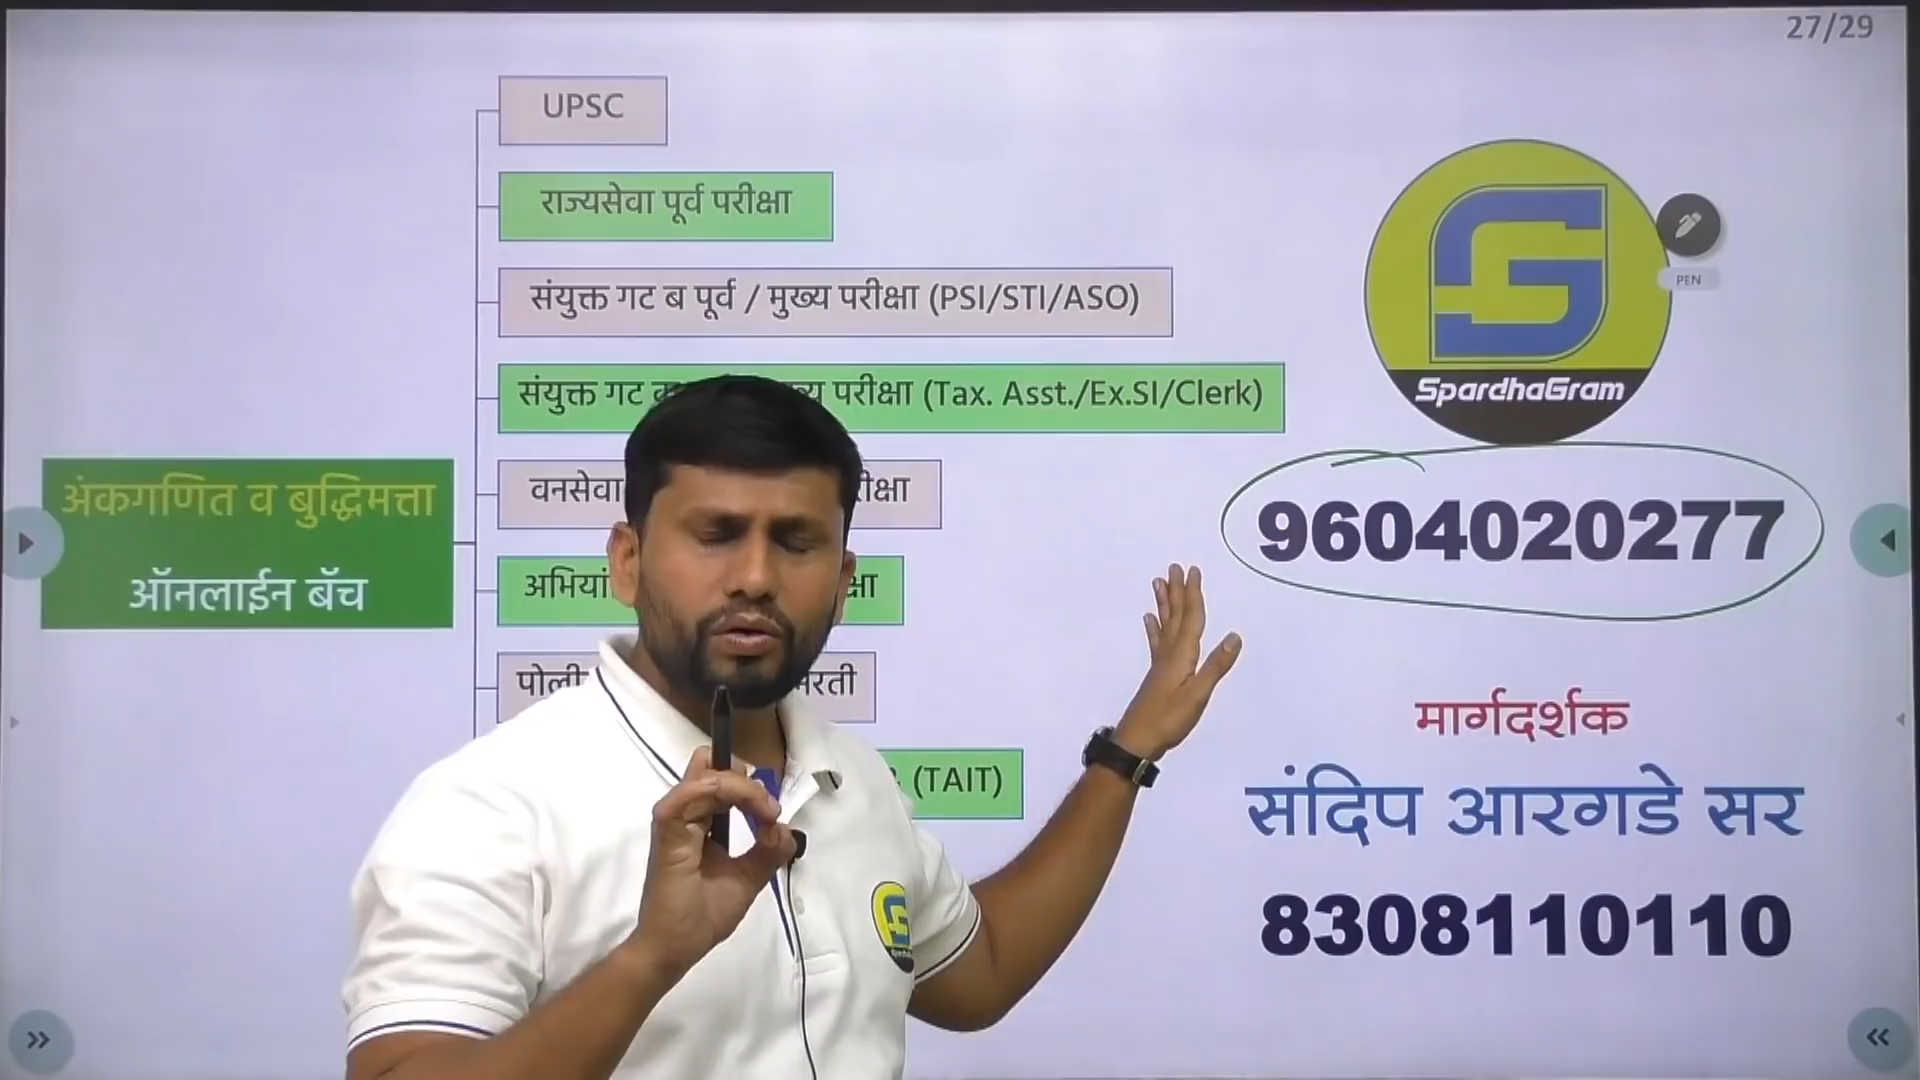 27/29
UPSC
राज्यसेवा पूर्व परीक्षा
संयुक्त गट ब पूर्व / मुख्य परीक्षा (PSI/STI/ASO)
संयुक्त गट परीक्षा (Tax. Asst./Ex.SI/Clerk)
वनसेवा
अंकगणित व बुद्धिमत्ता
ऑनलाईन बॅच
(TAIT)
PEN
SpardhaGram
9604020277
मार्गदर्शक
संदिप आरगडे सर
8308110110